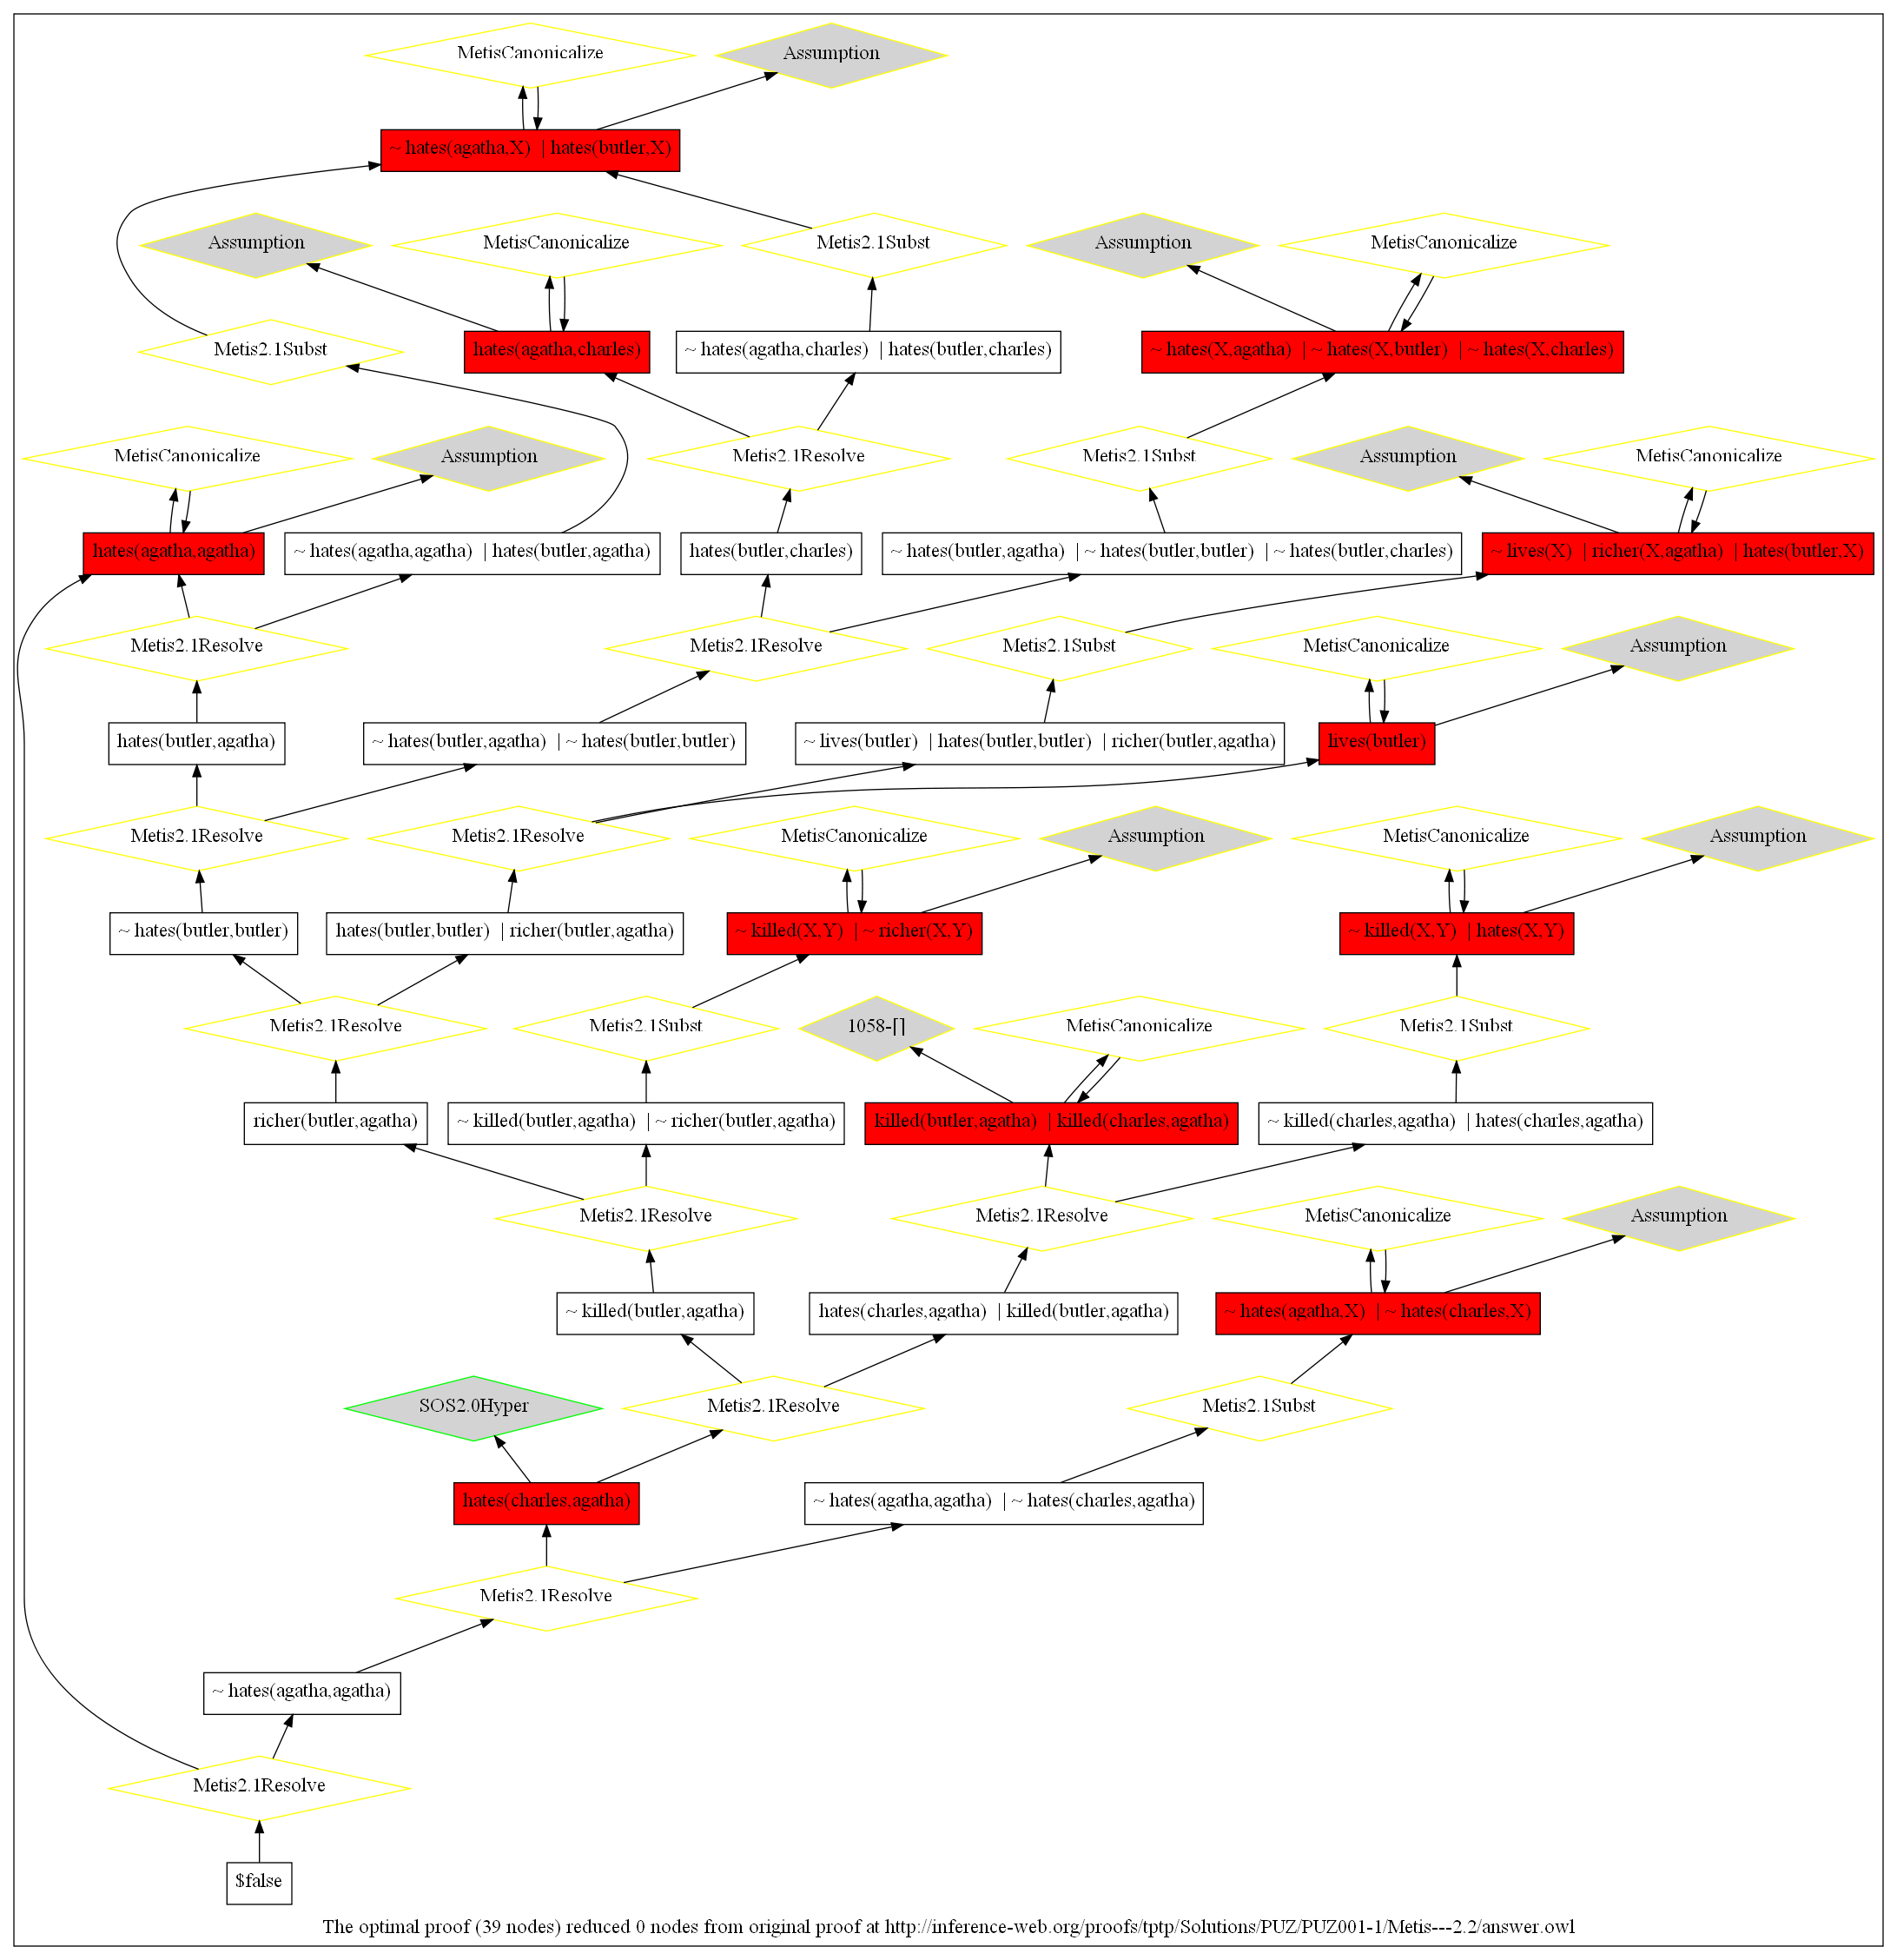 MetisCanonicalize
Assumption
~ hates(agatha,X) | hates(butler,X)
Assumption
MetisCanonicalize
Metis2.1Subst
Assumption
MetisCanonicalize
Metis2.1Subst
hates(agatha,charles)
~ hates(agatha,charles) | hates(butler,charles)
~ hates(X,agatha) | ~ hates(X,butler) | ~ hates(X,charles)
MetisCanonicalize
Assumption
Metis2.1Resolve
Metis2.1Subst
Assumption
MetisCanonicalize
hates(agatha,agatha)
~ hates(agatha,agatha) | hates(butler,agatha)
hates(butler,charles)
~ hates(butler,agatha) | ~ hates(butler,butler) | ~ hates(butler,charles)
~ lives(X) | richer(X,agatha) | hates(butler,X)
Metis2.1Resolve
Metis2.1Resolve
Metis2.1Subst
MetisCanonicalize
Assumption
hates(butler,agatha)
~ hates(butler,agatha) | ~ hates(butler,butler)
~ lives(butler) | hates(butler,butler) | richer(butler,agatha)
lives(butler)
Metis2.1Resolve
Metis2.1Resolve
MetisCanonicalize
Assumption
MetisCanonicalize
Assumption
~ hates(butler,butler)
hates(butler,butler) | richer(butler,agatha)
~ killed(X,Y) | ~ richer(X,Y)
~ killed(X,Y) | hates(X,Y)
Metis2.1Resolve
Metis2.1Subst
1058-[]
MetisCanonicalize
Metis2.1Subst
richer(butler,agatha)
~ killed(butler,agatha) | ~ richer(butler,agatha)
killed(butler,agatha) | killed(charles,agatha)
~ killed(charles,agatha) | hates(charles,agatha)
Metis2.1Resolve
Metis2.1Resolve
MetisCanonicalize
Assumption
~ killed(butler,agatha)
hates(charles,agatha) | killed(butler,agatha)
~ hates(agatha,X) | ~ hates(charles,X)
SOS2.0Hyper
Metis2.1Resolve
Metis2.1Subst
hates(charles,agatha)
~ hates(agatha,agatha) | ~ hates(charles,agatha)
Metis2.1Resolve
~ hates(agatha,agatha)
Metis2.1Resolve
$false
The optimal proof (39 nodes) reduced 0 nodes from original proof at http://inference-web.org/proofs/tptp/Solutions/PUZ/PUZ001-1/Metis---2.2/answer.owl